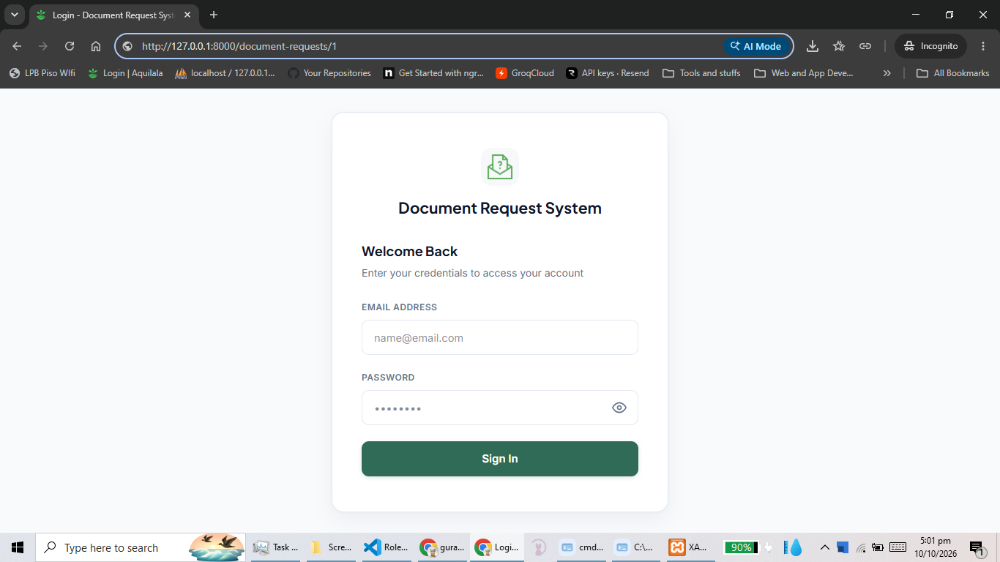 Login - Document Request Syst
http://127.0.0.1:8000/document-requests/1
AI Mode
Incognito
LPB Piso WIfi
Login | Aquilala
localhost / 127.0.0.1...
Your Repositories
Get Started with ngr...
GroqCloud
API keys · Resend
Tools and stuffs
Web and App Deve...
»
All Bookmarks
?
Document Request System
Welcome Back
Enter your credentials to access your account
EMAIL ADDRESS
name@email.com
PASSWORD
••••••••
Sign In
Type here to search
Task ...
Scre...
Role...
gura...
Logi...
cmd...
C:\...
XA...
90%
5:01 pm
10/10/2026
1